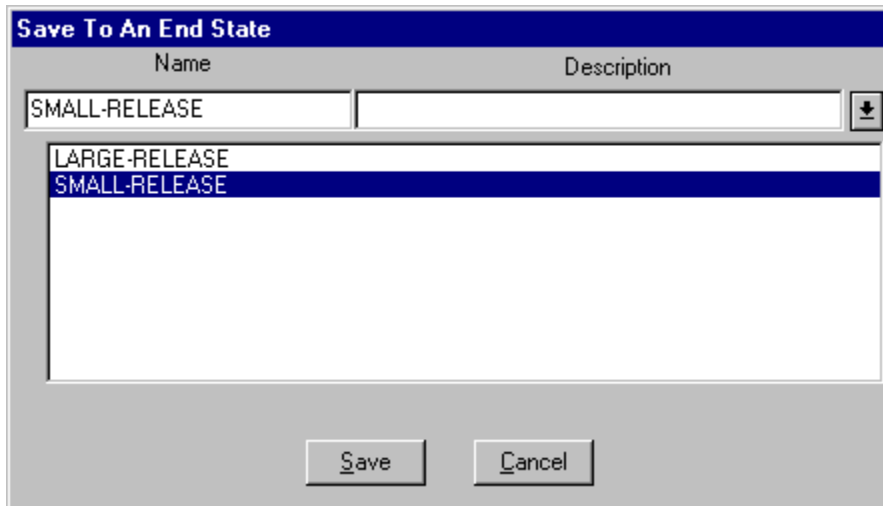 Save To An End State
Name Description
SMALL-RELEASE
LARGE-RELEASE
SMALL-RELEASE
Save Cancel